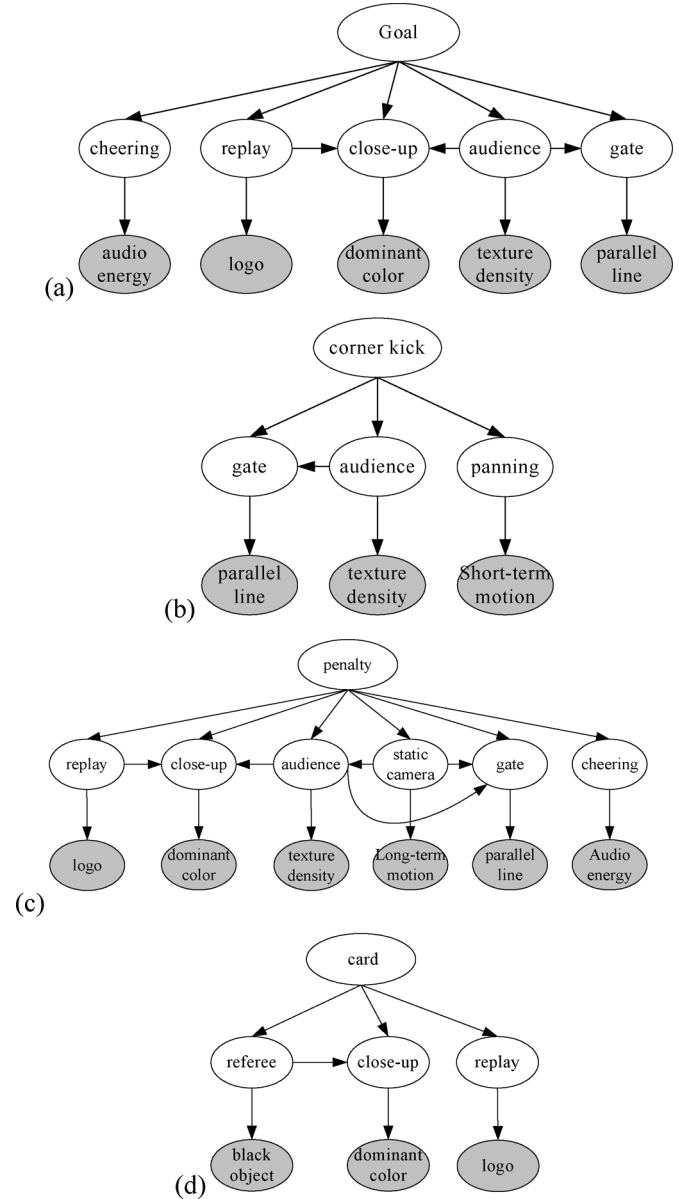 Goal
cheering replay close-up audience gate
audio energy logo dominant color texture density parallel line
(a)
corner kick
gate audience panning
parallel line texture density Short-term motion
(b)
penalty
replay close-up audience static camera gate cheering
logo dominant color texture density Long-term motion parallel line Audio energy
(c)
card
referee close-up replay
black object dominant color logo
(d)